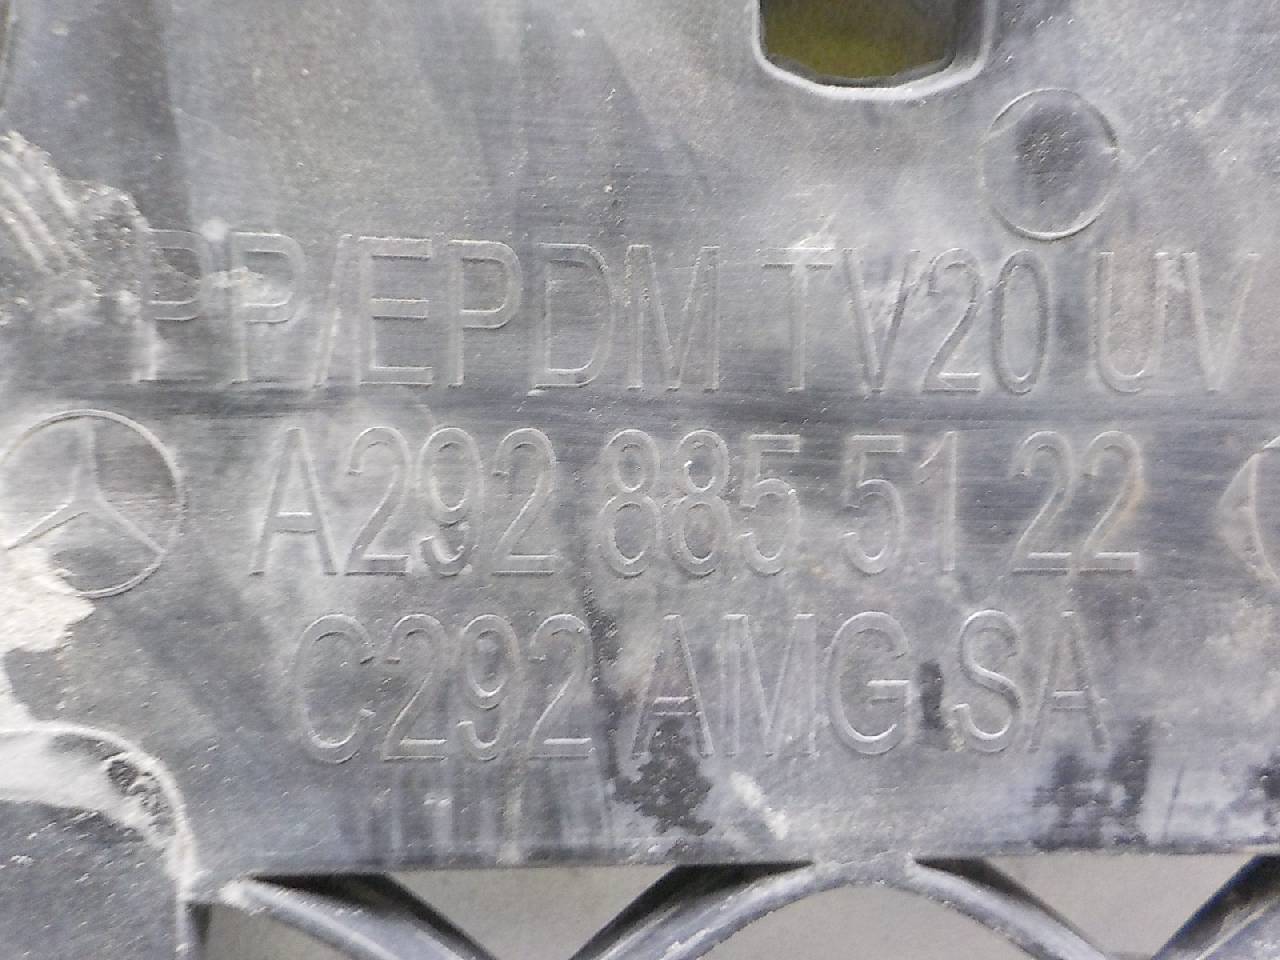 PP/EPDM TV20 UV
A292 885 51 22
C292 AMG SA